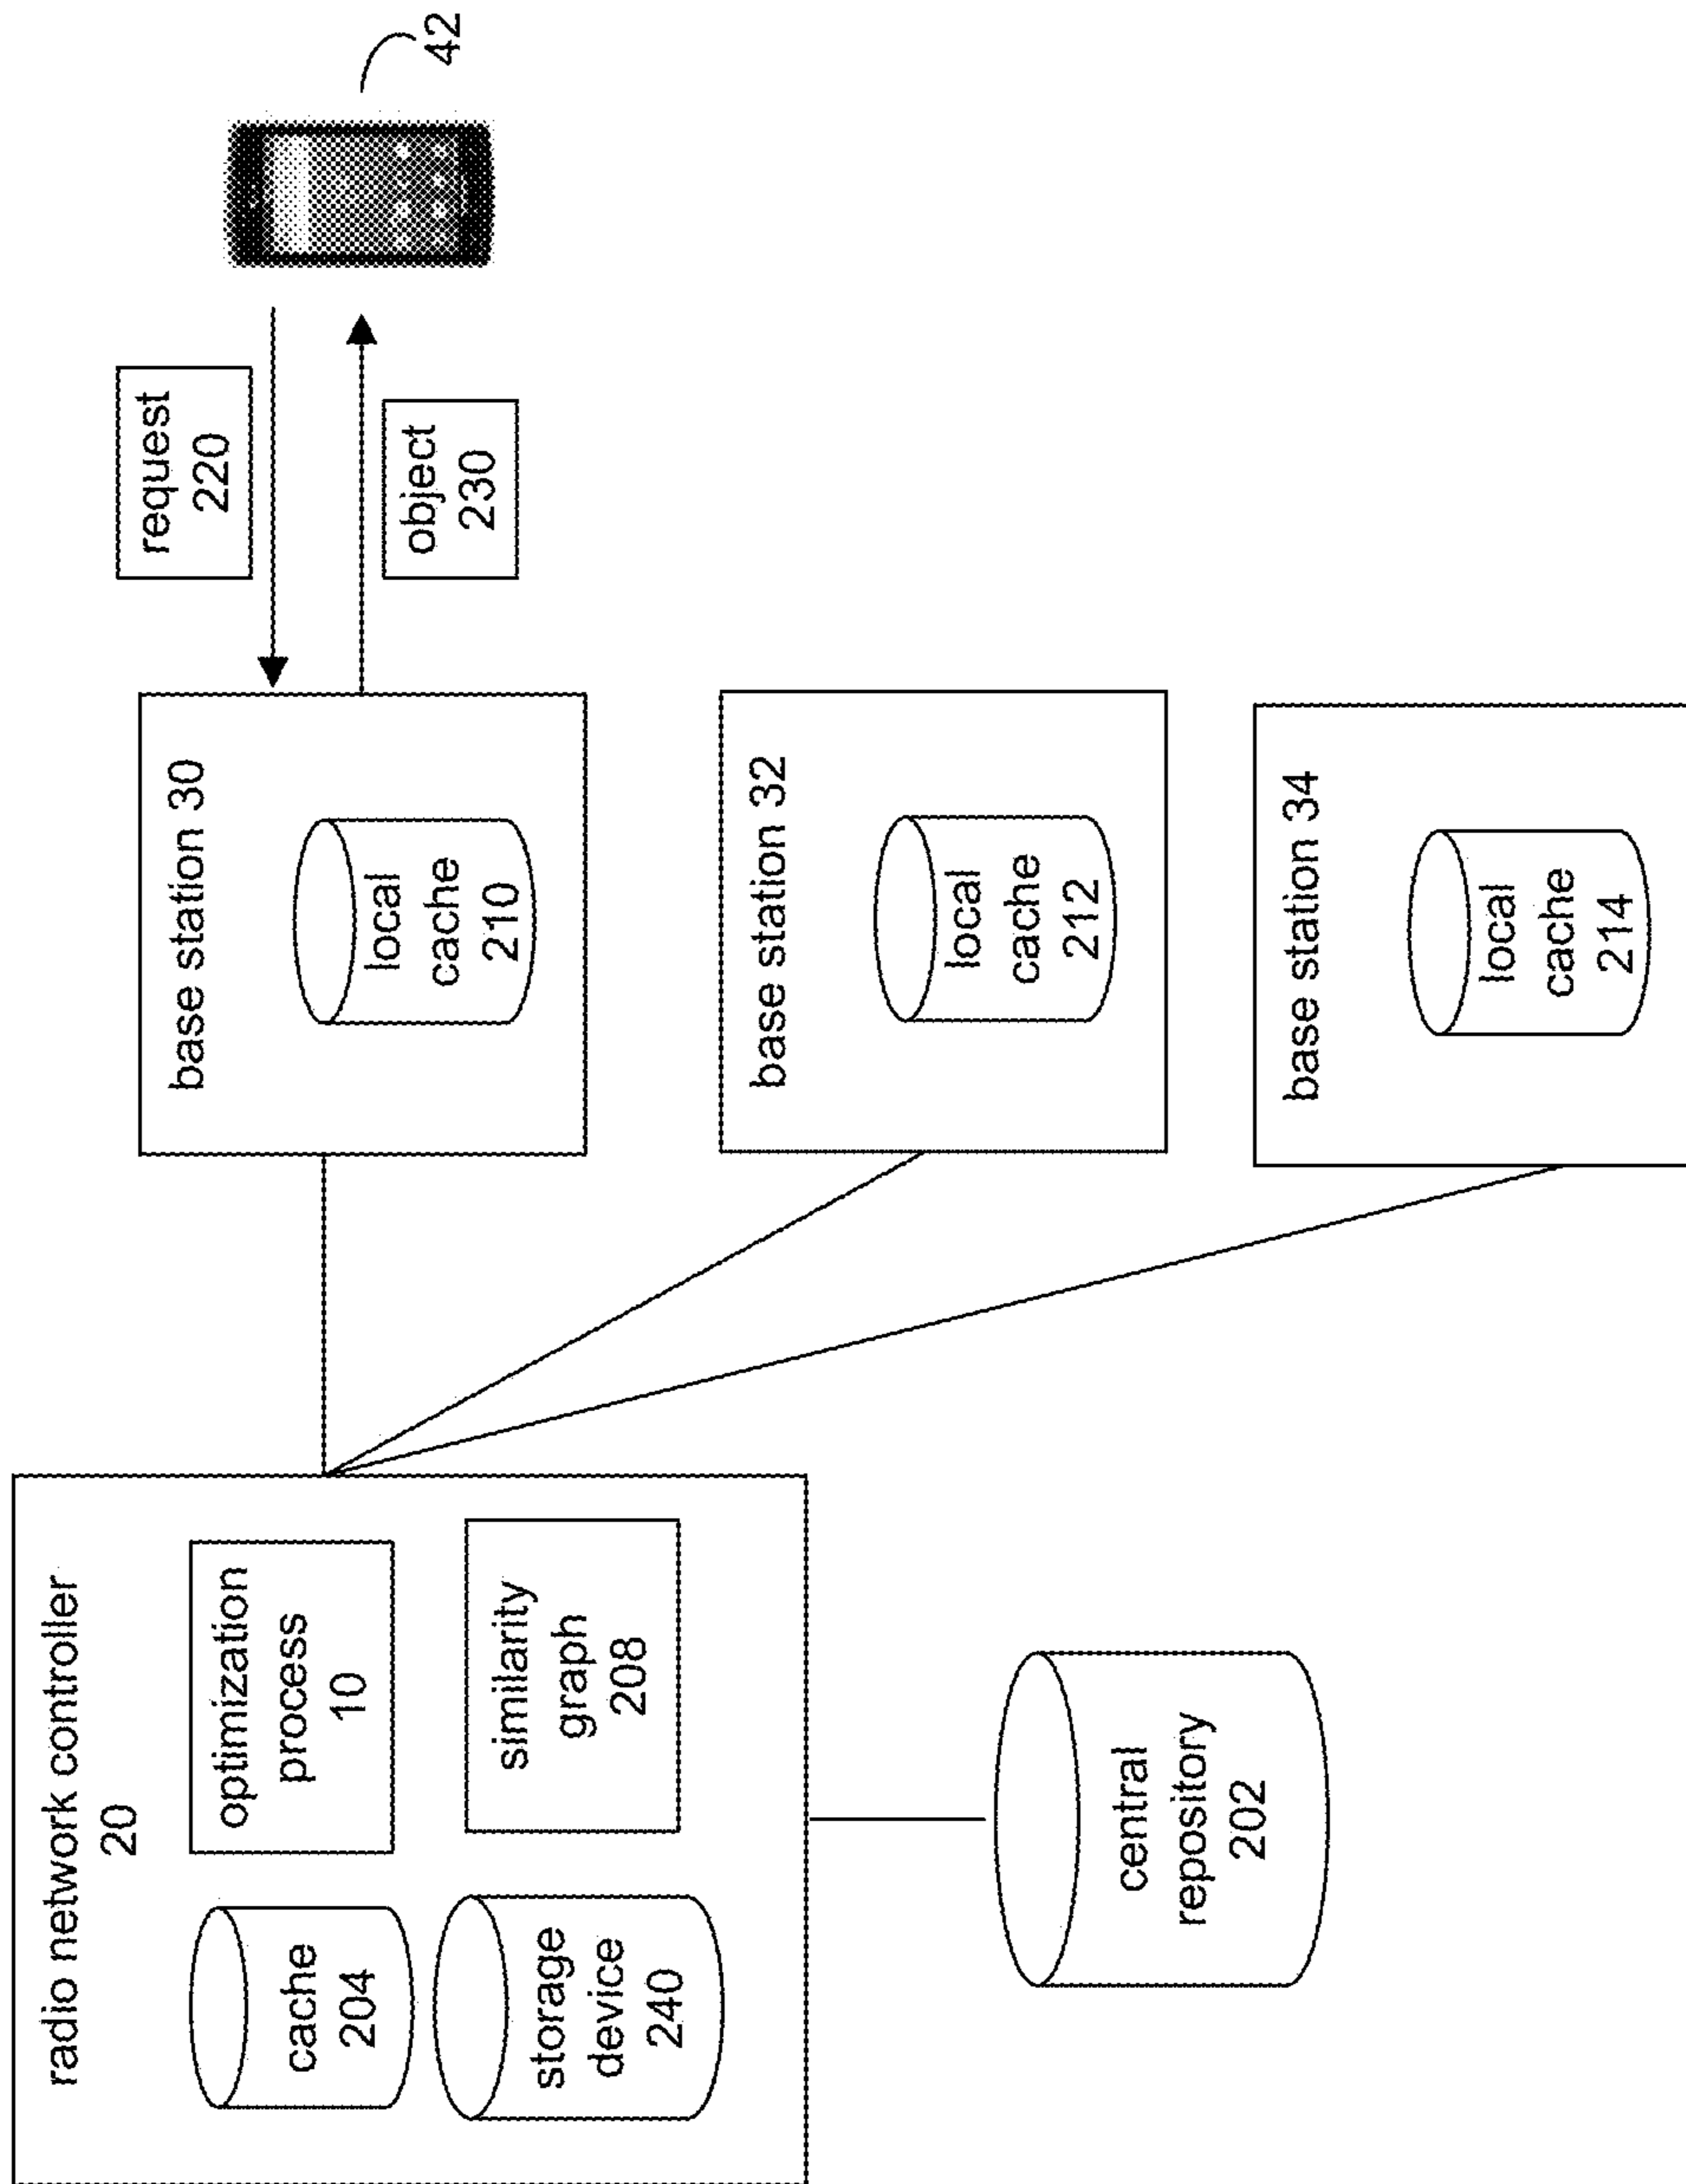 radio network controller
20
cache
204
optimization
process
10
storage
device
240
similarity
graph
208
central
repository
202
base station 30
local
cache
210
base station 32
local
cache
212
base station 34
local
cache
214
request
220
object
230
42